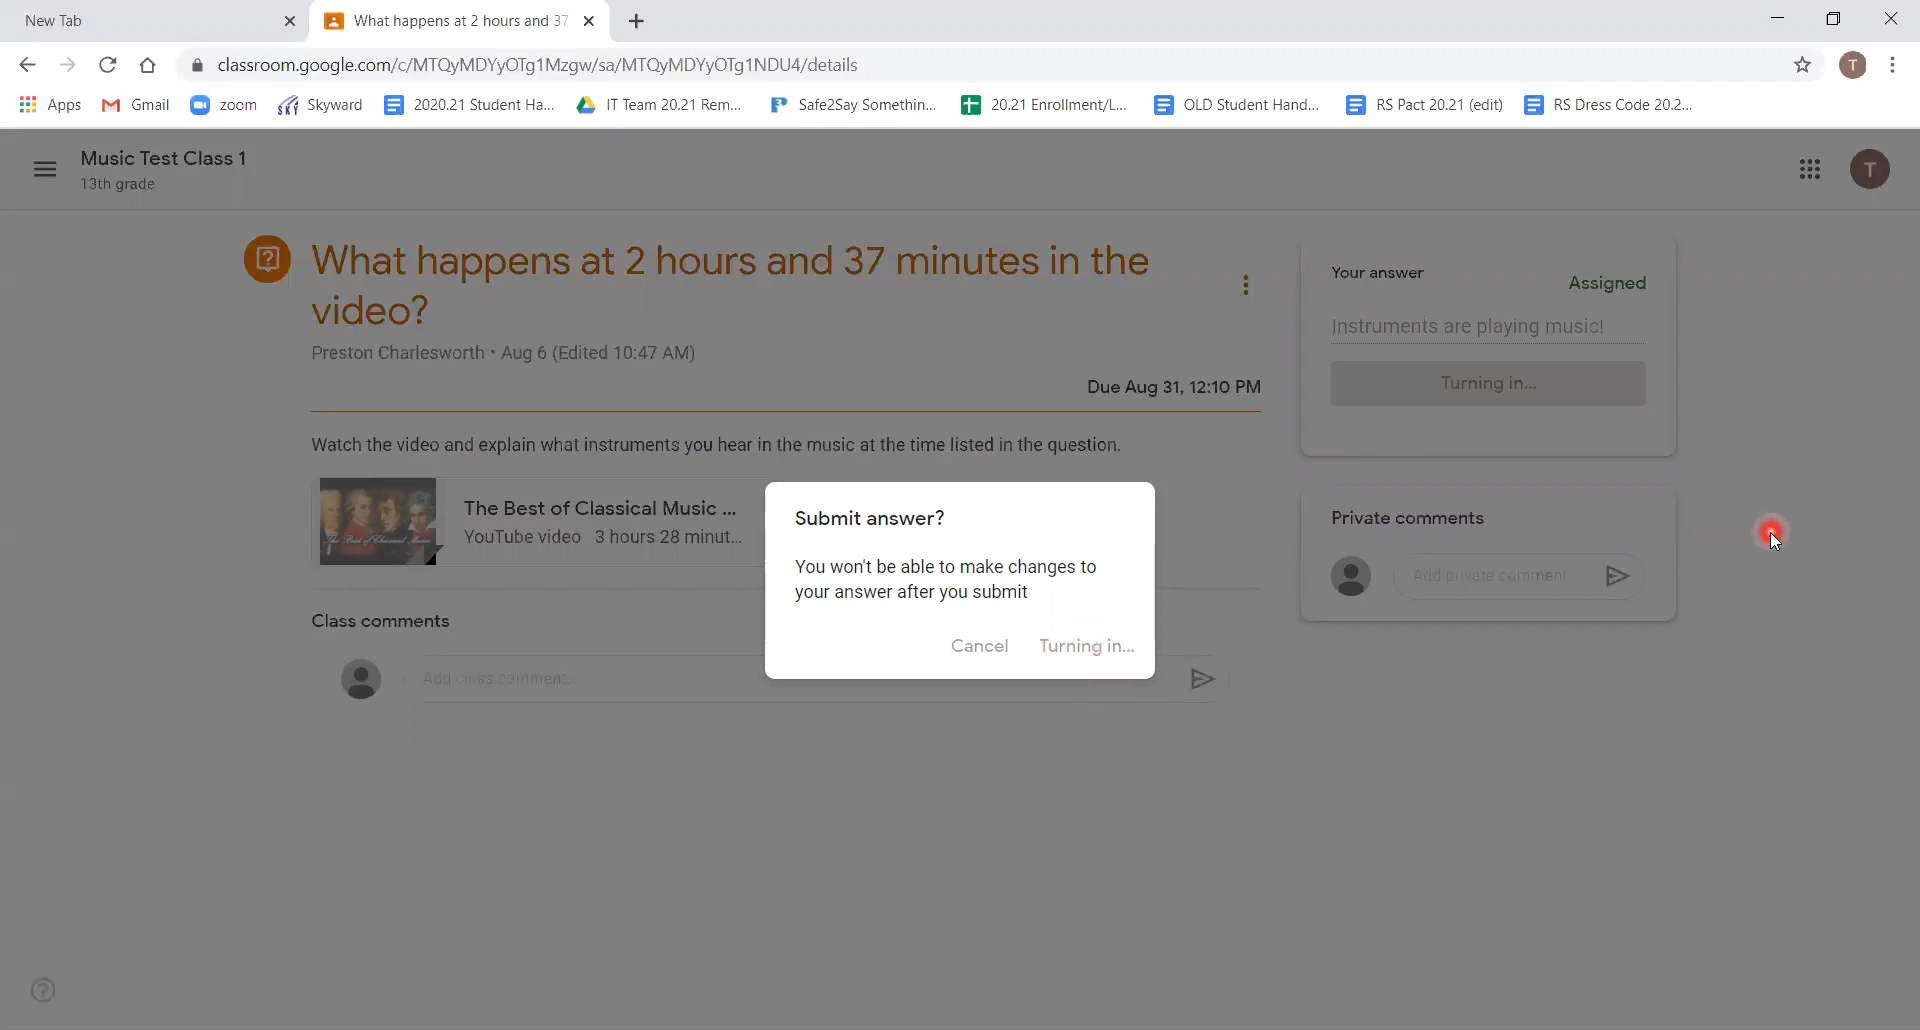 New Tab
What happens at 2 hours and 37
classroom.google.com/c/MTQyMDYyOTg1Mzgw/sa/MTQyMDYyOTg1NDU4/details
T
Apps
Gmail
zoom
Skyward
2020.21 Student Ha...
IT Team 20.21 Rem...
Safe2Say Somethin...
20.21 Enrollment/L...
OLD Student Hand...
RS Pact 20.21 (edit)
RS Dress Code 20.2...
Music Test Class 1
13th grade
T
What happens at 2 hours and 37 minutes in the
video?
Preston Charlesworth • Aug 6 (Edited 10:47 AM)
Due Aug 31, 12:10 PM
Watch the video and explain what instruments you hear in the music at the time listed in the question.
The Best of Classical Music
The Best of Classical Music ...
YouTube video 3 hours 28 minut...
Class comments
Add class comment...
Your answer
Assigned
Instruments are playing music!
Turning in...
Private comments
Add private comment...
Submit answer?
You won't be able to make changes to
your answer after you submit
Cancel
Turning in...